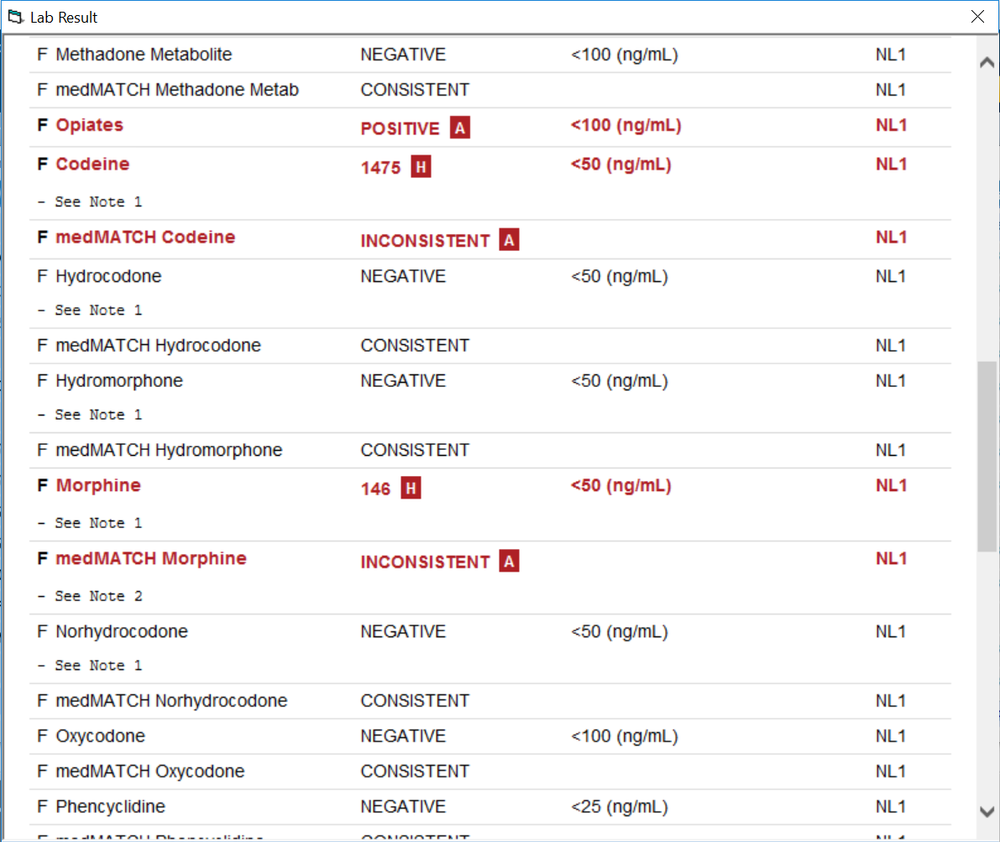 Lab Result
F Methadone Metabolite NEGATIVE <100 (ng/mL) NL1
F medMATCH Methadone Metab CONSISTENT NL1
F Opiates POSITIVE A <100 (ng/mL) NL1
F Codeine 1475 H <50 (ng/mL) NL1
- See Note 1
F medMATCH Codeine INCONSISTENT A NL1
F Hydrocodone NEGATIVE <50 (ng/mL) NL1
- See Note 1
F medMATCH Hydrocodone CONSISTENT NL1
F Hydromorphone NEGATIVE <50 (ng/mL) NL1
- See Note 1
F medMATCH Hydromorphone CONSISTENT NL1
F Morphine 146 H <50 (ng/mL) NL1
- See Note 1
F medMATCH Morphine INCONSISTENT A NL1
- See Note 2
F Norhydrocodone NEGATIVE <50 (ng/mL) NL1
- See Note 1
F medMATCH Norhydrocodone CONSISTENT NL1
F Oxycodone NEGATIVE <100 (ng/mL) NL1
F medMATCH Oxycodone CONSISTENT NL1
F Phencyclidine NEGATIVE <25 (ng/mL) NL1
F medMATCH Phencyclidine CONSISTENT NL1